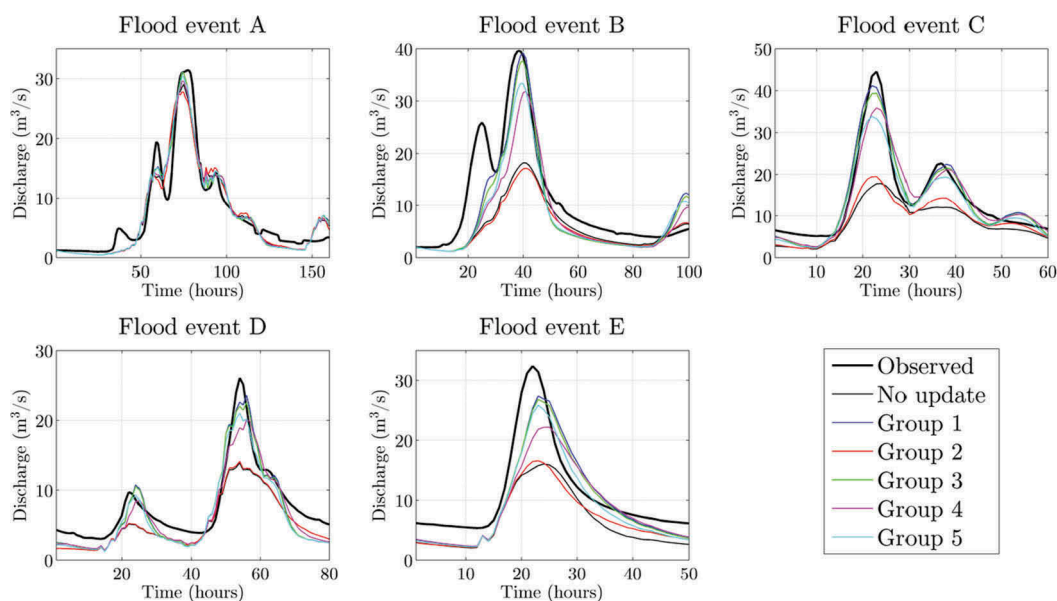 Flood event A
Flood event B
Flood event C
Discharge (m³/s)
30
20
10
0
50
100
150
Time (hours)
Discharge (m³/s)
40
30
20
10
0
20
40
60
80
100
Time (hours)
Discharge (m³/s)
50
40
30
20
10
0
10
20
30
40
50
60
Time (hours)
Flood event D
Flood event E
Discharge (m³/s)
30
20
10
0
20
40
60
80
Time (hours)
Discharge (m³/s)
30
20
10
0
10
20
30
40
50
Time (hours)
Observed
No update
Group 1
Group 2
Group 3
Group 4
Group 5